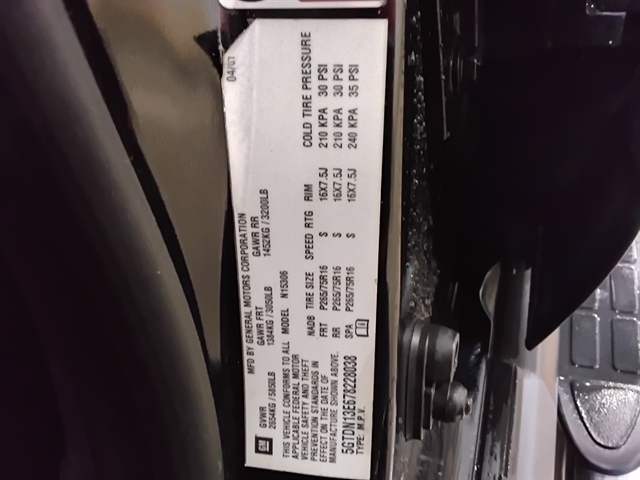 MFD BY GENERAL MOTORS CORPORATION 04/07
GM
GVWR GAWR FRT GAWR RR
2654KG / 5850LB 1384KG / 3050LB 1452KG / 3200LB
THIS VEHICLE CONFORMS TO ALL
APPLICABLE FEDERAL MOTOR
VEHICLE SAFETY AND THEFT
PREVENTION STANDARDS IN
EFFECT ON THE DATE OF
MANUFACTURE SHOWN ABOVE.
5GTDN13E678228038
TYPE: M.P.V.
MODEL N15306
NADB TIRE SIZE SPEED RTG RIM COLD TIRE PRESSURE
FRT P265/75R16 S 16X7.5J 210 KPA 30 PSI
RR P265/75R16 S 16X7.5J 210 KPA 30 PSI
SPA P265/75R16 S 16X7.5J 240 KPA 35 PSI